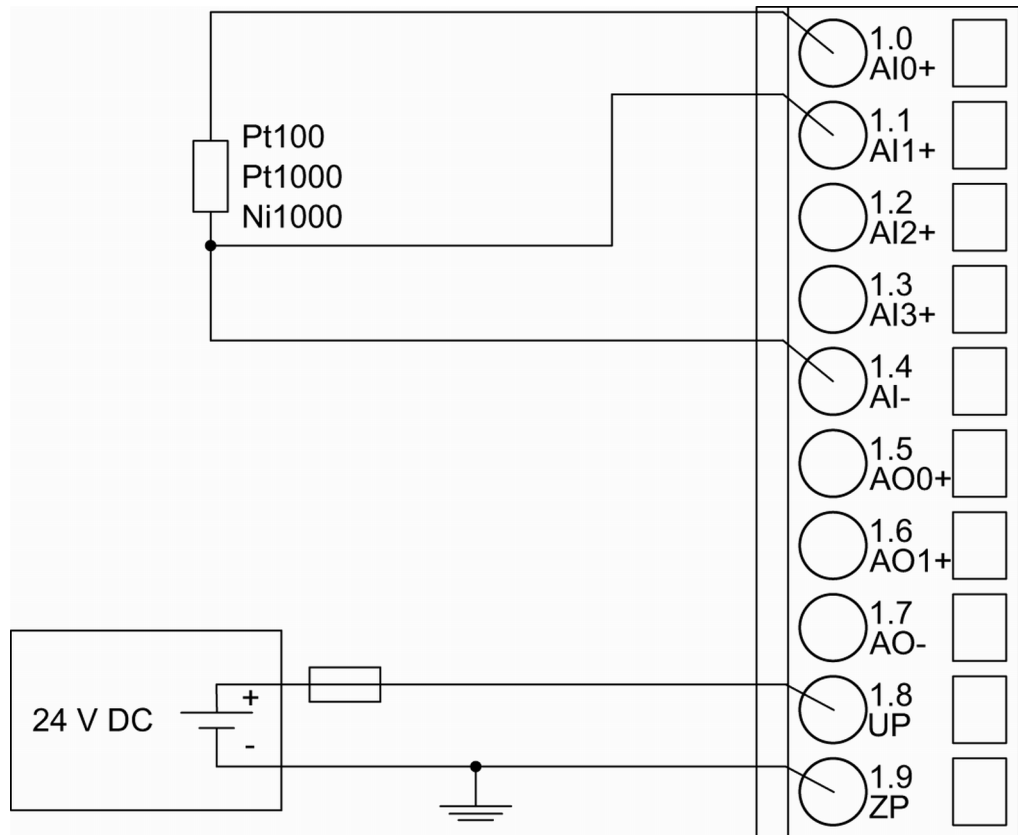 1.0
AI0+
1.1
AI1+
Pt100
Pt1000
Ni1000
1.2
AI2+
1.3
AI3+
1.4
AI-
1.5
AO0+
1.6
AO1+
1.7
AO-
24 V DC
+
-
1.8
UP
1.9
ZP